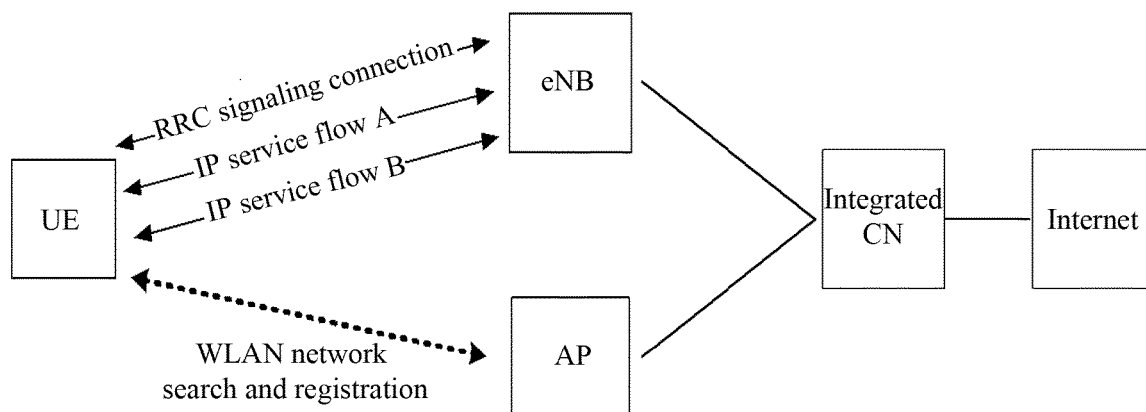 RRC signaling connection
eNB
IP service flow A
IP service flow B
UE
Integrated
CN
Internet
AP
WLAN network
search and registration